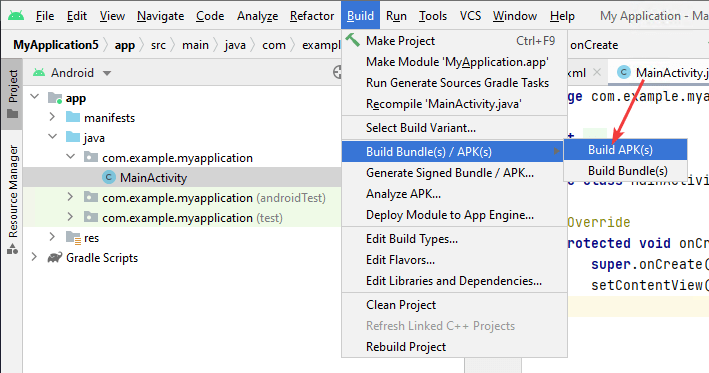 File Edit View Navigate Code Analyze Refactor Build Run Tools VCS Window Help My Application - Ma
MyApplication5 app src main java com example onCreate
Project
Resource Manager
Android
app
manifests
java
com.example.myapplication
MainActivity
com.example.myapplication (androidTest)
com.example.myapplication (test)
res
Gradle Scripts
Make Project Ctrl+F9
Make Module 'MyApplication.app'
Run Generate Sources Gradle Tasks
Recompile 'MainActivity.java'
Select Build Variant...
Build Bundle(s) / APK(s)
Generate Signed Bundle / APK...
Analyze APK...
Deploy Module to App Engine...
Edit Build Types...
Edit Flavors...
Edit Libraries and Dependencies...
Clean Project
Refresh Linked C++ Projects
Rebuild Project
Build APK(s)
Build Bundle(s)
xml MainActivity.j
ge com.example.mya
c class MainActivi
Override
protected void onCr
super.onCreate(
setContentView(